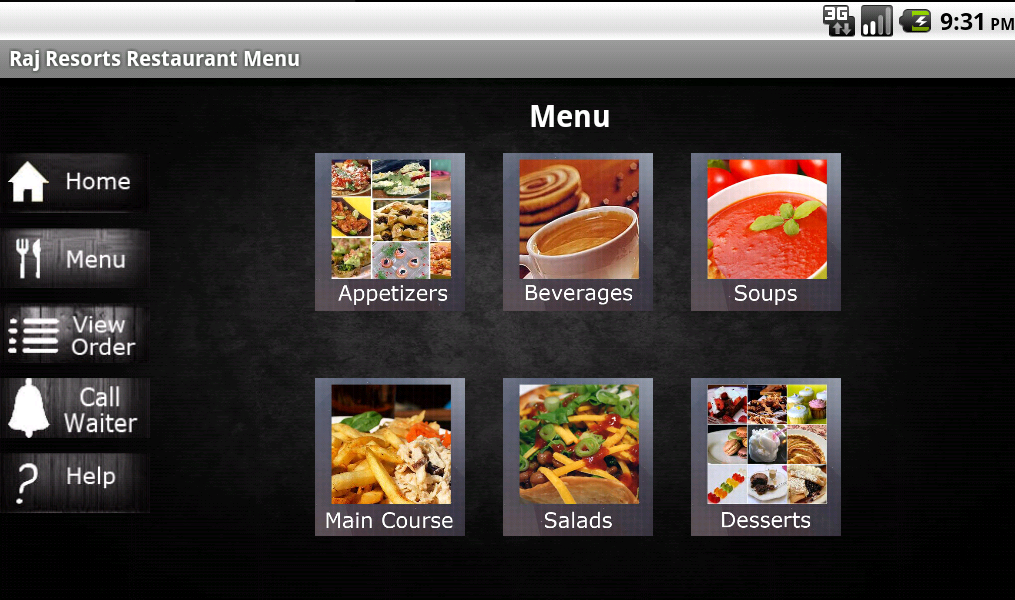 3G
9:31 PM
Raj Resorts Restaurant Menu
Menu
Home
Menu
View
Order
Call
Waiter
Help
Appetizers
Beverages
Soups
Main Course
Salads
Desserts